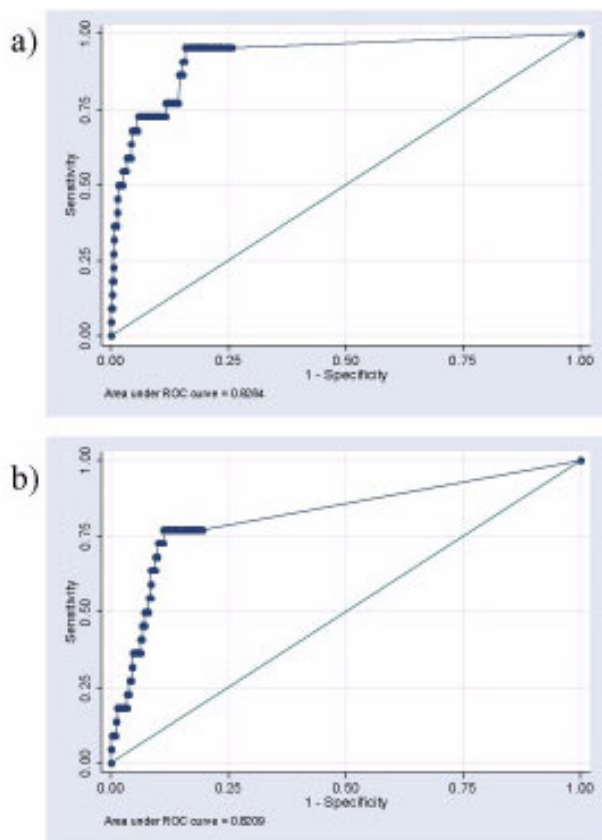 a)
Sensitivity
1.00
0.75
0.50
0.25
0.00
0.00 0.25 0.50 0.75 1.00
1 - Specificity
Area under ROC curve = 0.9264
b)
Sensitivity
1.00
0.75
0.50
0.25
0.00
0.00 0.25 0.50 0.75 1.00
1 - Specificity
Area under ROC curve = 0.8209